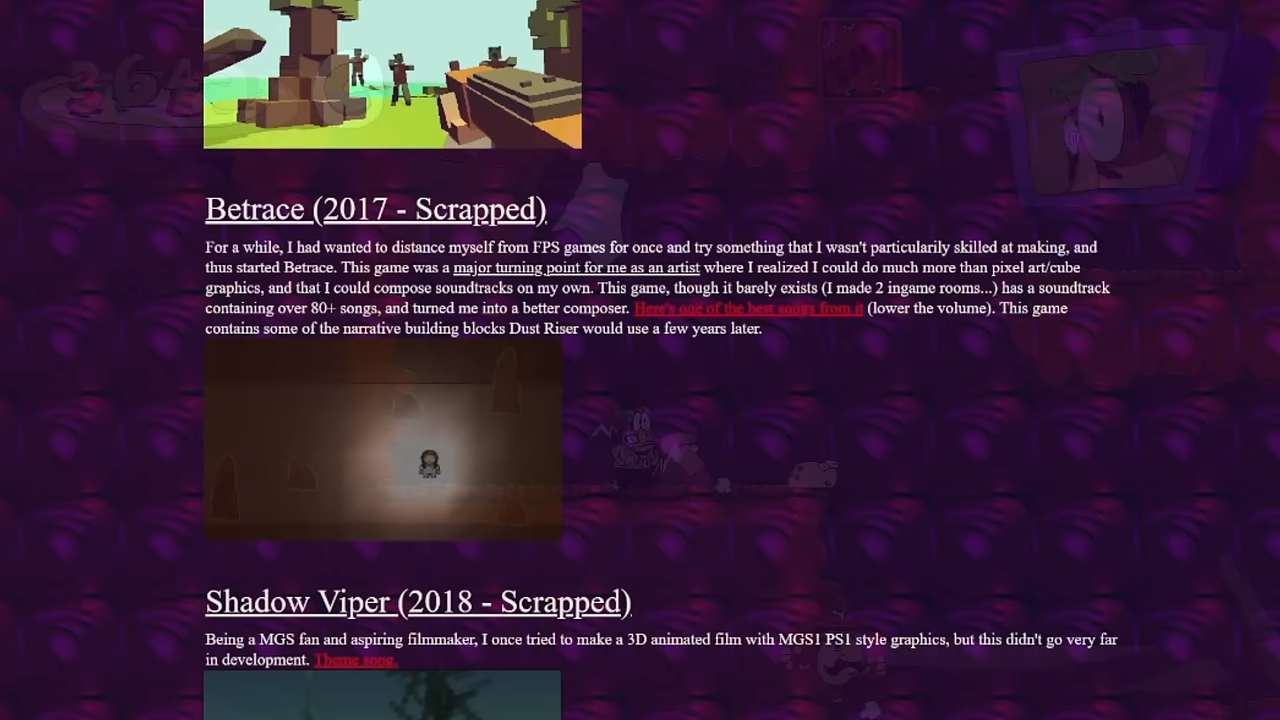 Betrace (2017 - Scrapped)
For a while, I had wanted to distance myself from FPS games for once and try something that I wasn't particularily skilled at making, and
thus started Betrace. This game was a major turning point for me as an artist where I realized I could do much more than pixel art/cube
graphics, and that I could compose soundtracks on my own. This game, though it barely exists (I made 2 ingame rooms...) has a soundtrack
containing over 80+ songs, and turned me into a better composer. Here's one of the best songs from it (lower the volume). This game
contains some of the narrative building blocks Dust Riser would use a few years later.
Shadow Viper (2018 - Scrapped)
Being a MGS fan and aspiring filmmaker, I once tried to make a 3D animated film with MGS1 PS1 style graphics, but this didn't go very far
in development. Theme song.